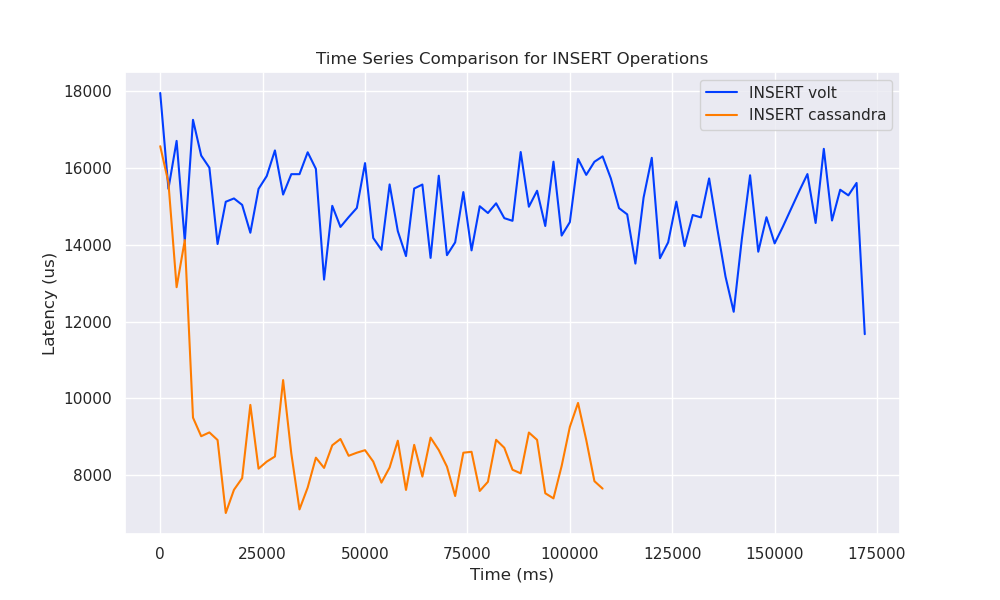 Time Series Comparison for INSERT Operations
INSERT volt
INSERT cassandra
Latency (us)
18000
16000
14000
12000
10000
8000
0 25000 50000 75000 100000 125000 150000 175000
Time (ms)